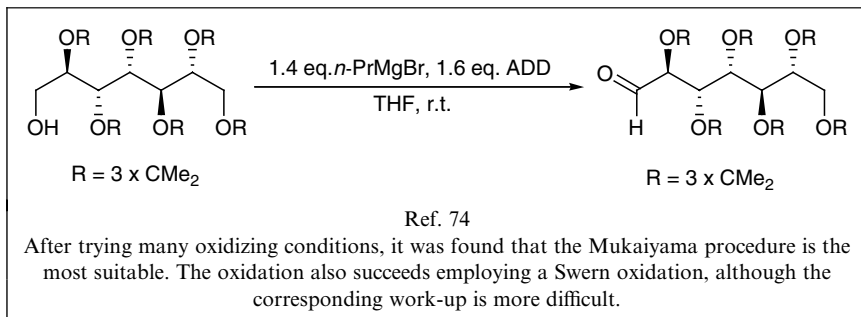 OR OR OR
OH OR OR OR
R = 3 x CMe2
1.4 eq.n-PrMgBr, 1.6 eq. ADD
THF, r.t.
OR OR OR
O
H OR OR OR
R = 3 x CMe2
Ref. 74
After trying many oxidizing conditions, it was found that the Mukaiyama procedure is the
most suitable. The oxidation also succeeds employing a Swern oxidation, although the
corresponding work-up is more difficult.